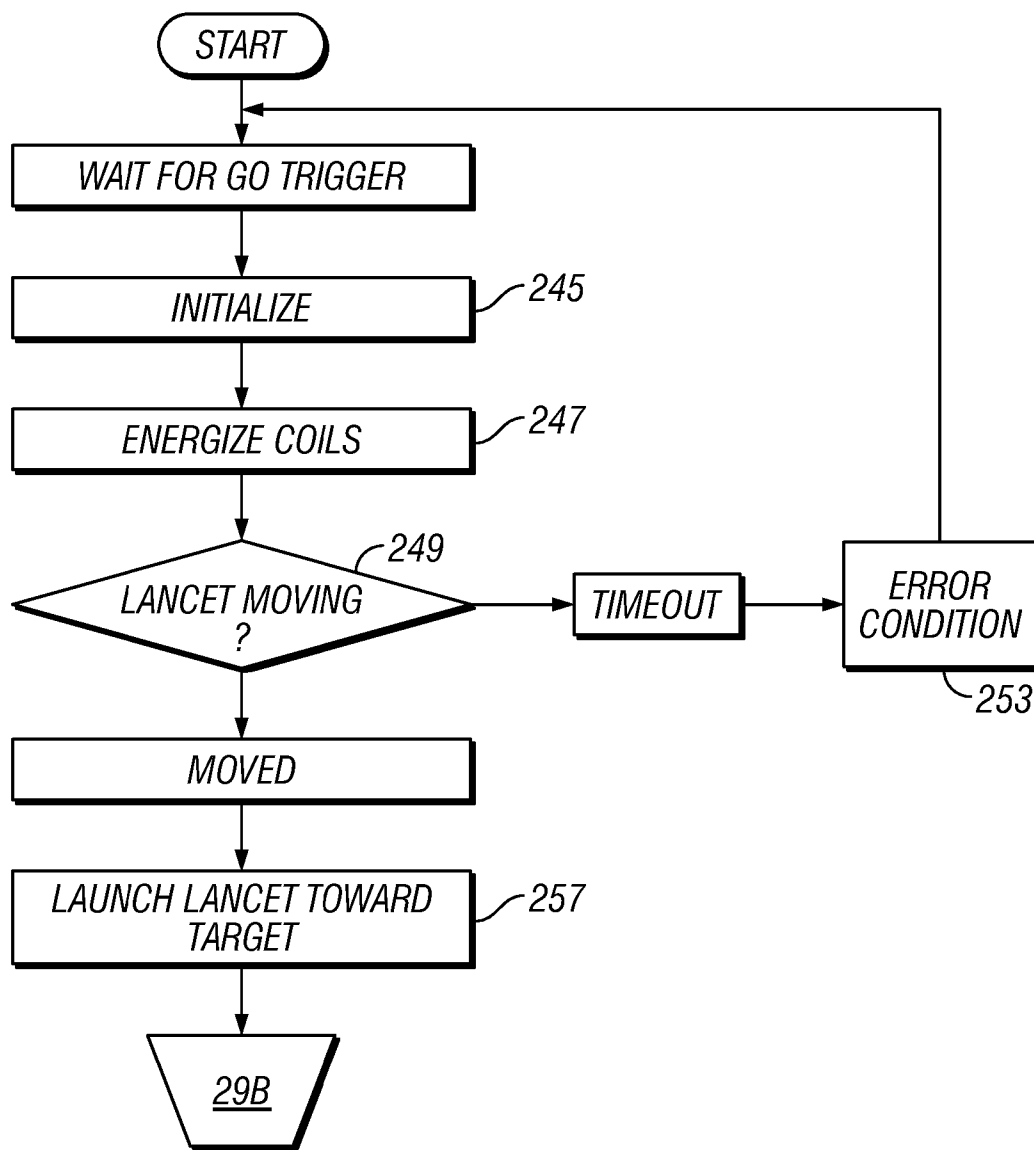 START
WAIT FOR GO TRIGGER
INITIALIZE
245
ENERGIZE COILS
247
249
LANCET MOVING
?
TIMEOUT
ERROR
CONDITION
253
MOVED
LAUNCH LANCET TOWARD
TARGET
257
29B